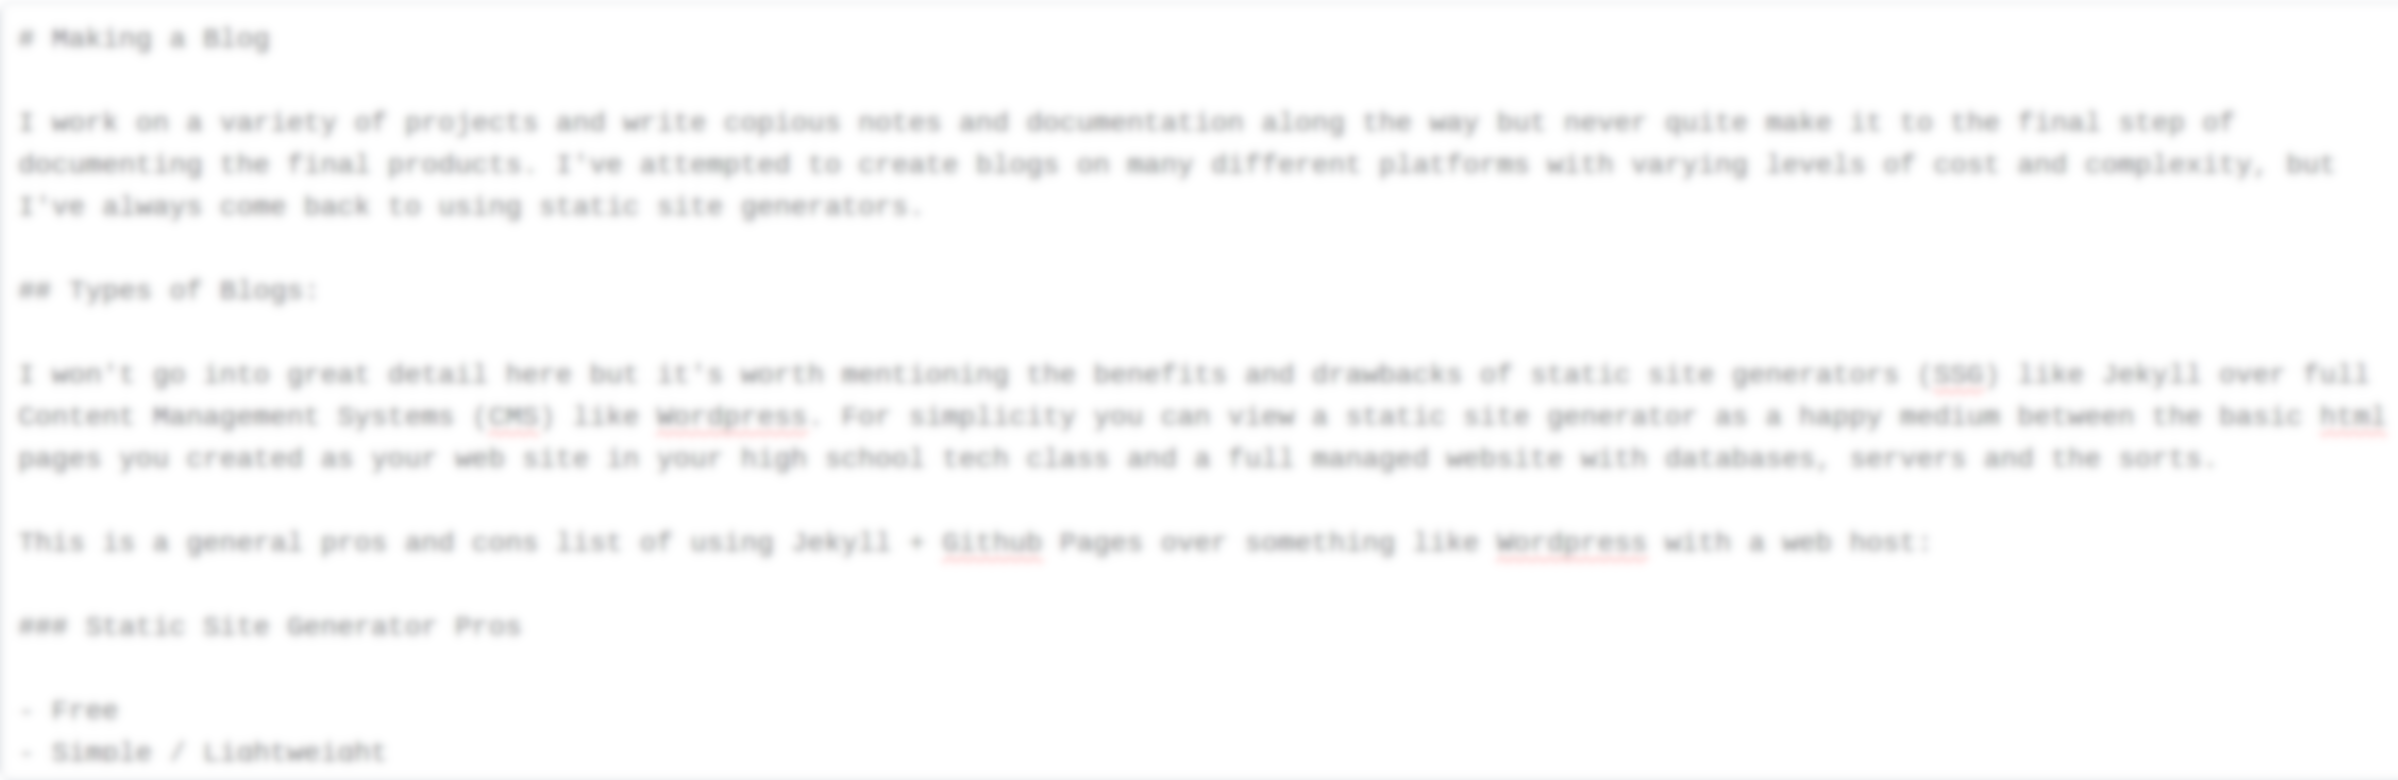 # Making a Blog
I work on a variety of projects and write copious notes and documentation along the way but never quite make it to the final step of
documenting the final products. I've attempted to create blogs on many different platforms with varying levels of cost and complexity, but
I've always come back to using static site generators.
## Types of Blogs:
I won't go into great detail here but it's worth mentioning the benefits and drawbacks of static site generators (SSG) like Jekyll over full
Content Management Systems (CMS) like Wordpress. For simplicity you can view a static site generator as a happy medium between the basic html
pages you created as your web site in your high school tech class and a full managed website with databases, servers and the sorts.
This is a general pros and cons list of using Jekyll + Github Pages over something like Wordpress with a web host:
### Static Site Generator Pros
- Free
- Simple / Lightweight